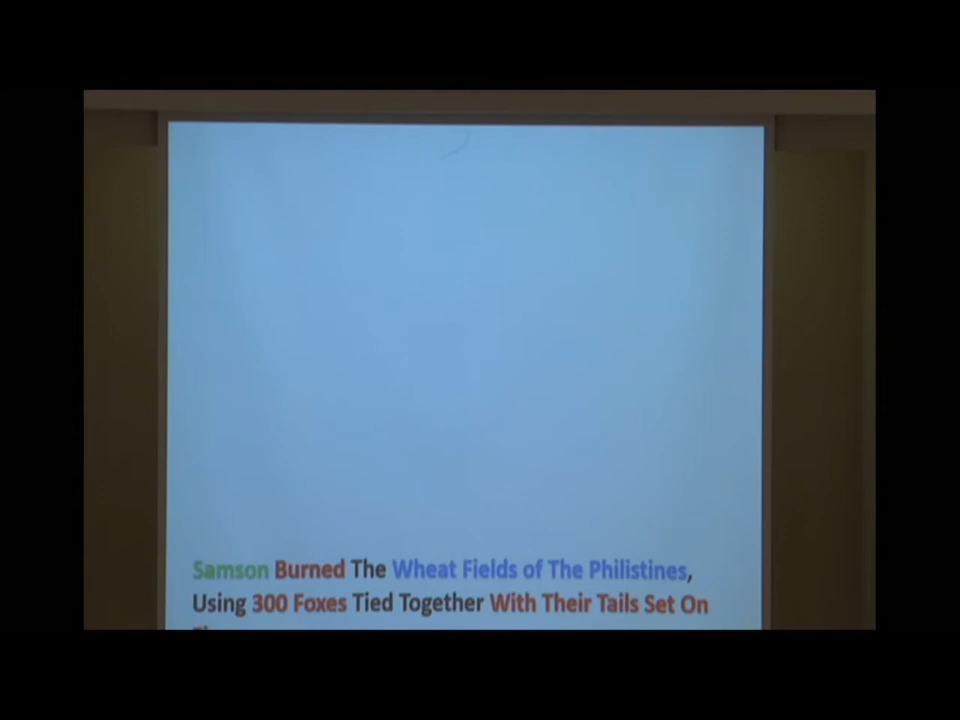 Samson Burned The Wheat Fields of The Philistines,
Using 300 Foxes Tied Together With Their Tails Set On